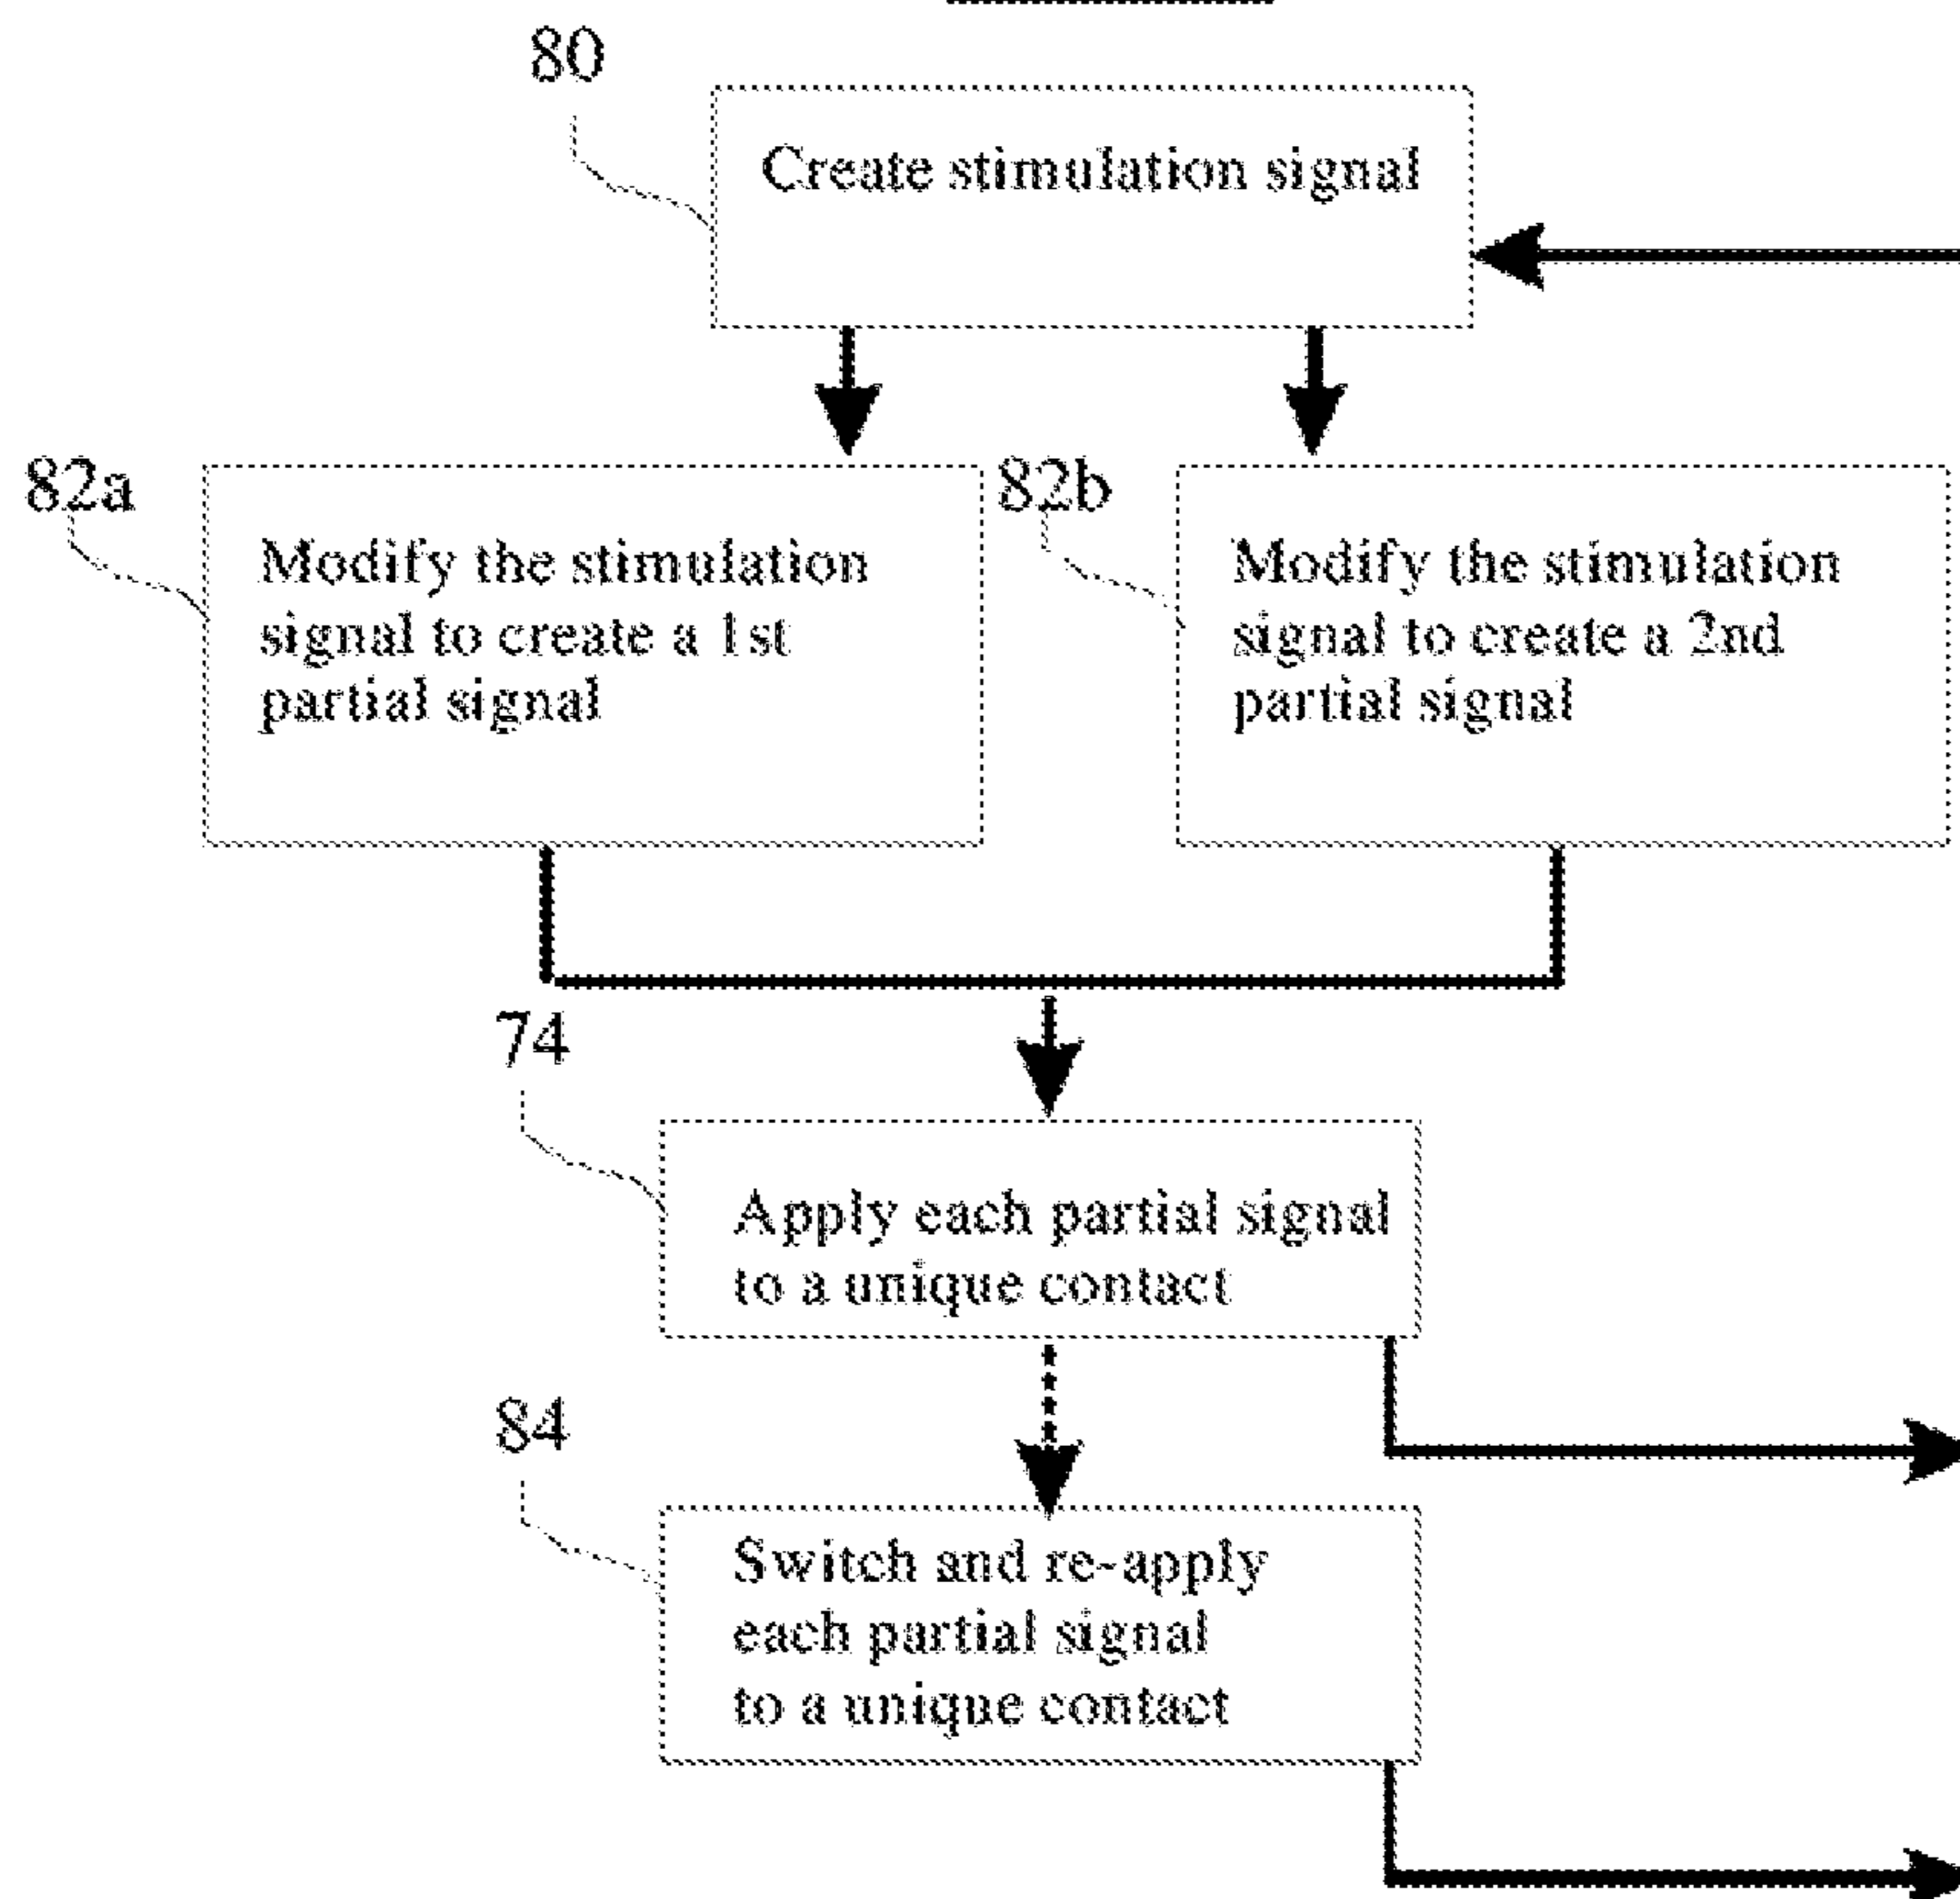 80
Create stimulation signal
82a
Modify the stimulation
signal to create a 1st
partial signal
82b
Modify the stimulation
signal to create a 2nd
partial signal
74
Apply each partial signal
to a unique contact
84
Switch and re-apply
each partial signal
to a unique contact